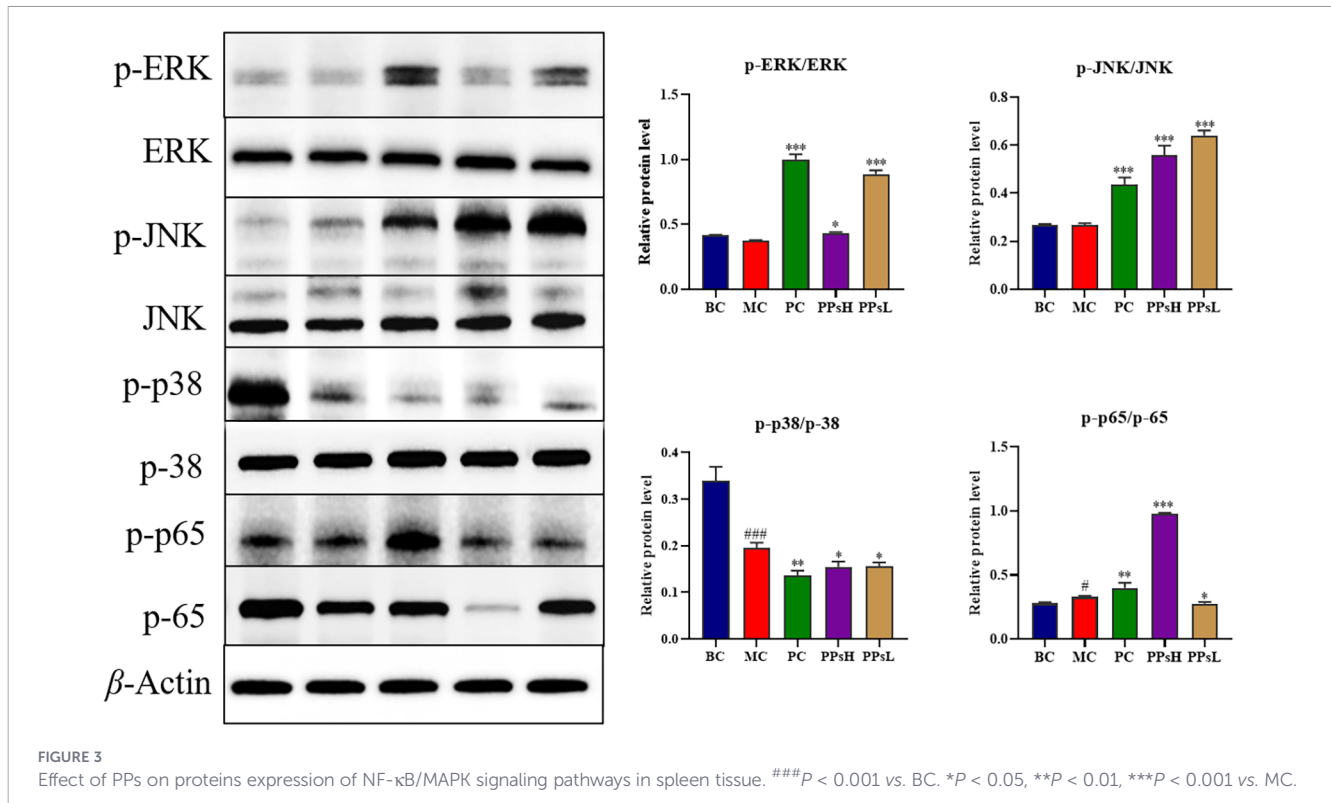 p-ERK
ERK
p-JNK
JNK
p-p38
p-38
p-p65
p-65
β-Actin
p-ERK/ERK
Relative protein level
1.5
1.0
0.5
0.0
***
*
***
BC MC PC PPsH PPsL
p-JNK/JNK
Relative protein level
0.8
0.6
0.4
0.2
0.0
***
***
***
BC MC PC PPsH PPsL
p-p38/p-38
Relative protein level
0.4
0.3
0.2
0.1
0.0
###
**
*
*
BC MC PC PPsH PPsL
p-p65/p-65
Relative protein level
1.5
1.0
0.5
0.0
#
**
***
*
BC MC PC PPsH PPsL
FIGURE 3
Effect of PPs on proteins expression of NF-κB/MAPK signaling pathways in spleen tissue. ###P < 0.001 vs. BC. *P < 0.05, **P < 0.01, ***P < 0.001 vs. MC.